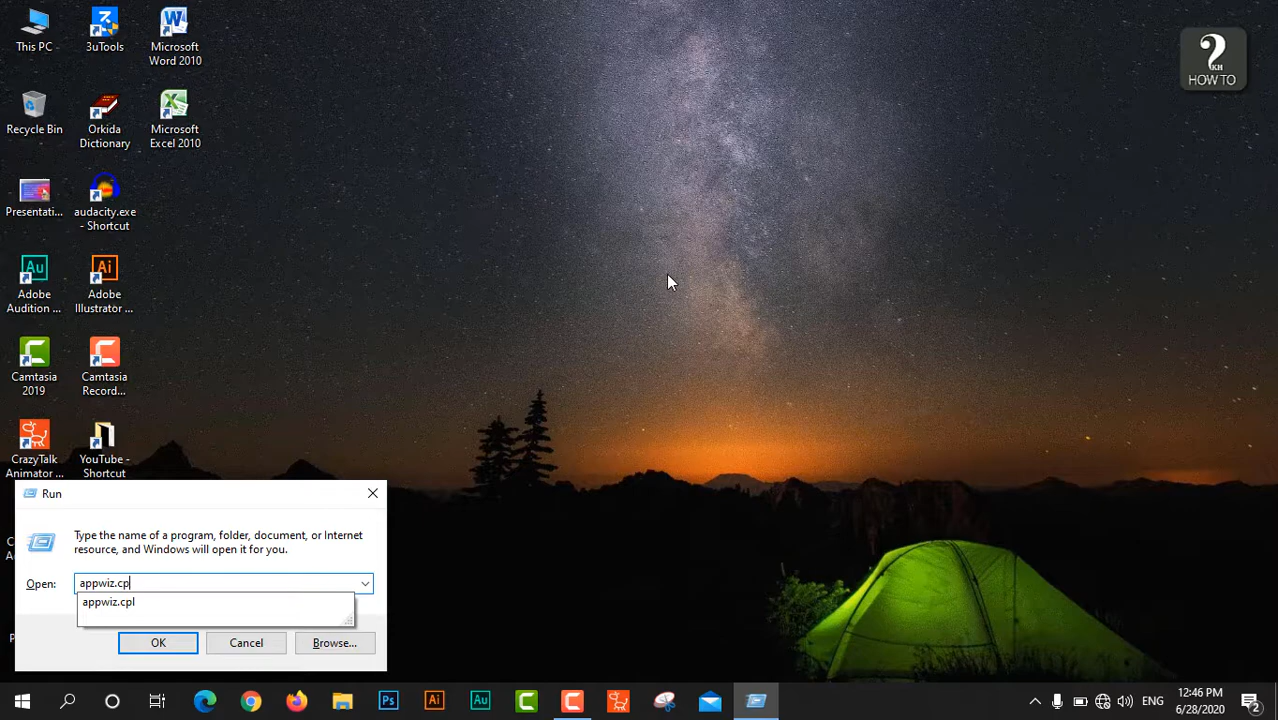 This PC
3uTools
Microsoft
Word 2010
Recycle Bin
Orkida
Dictionary
Microsoft
Excel 2010
Presentati...
audacity.exe
- Shortcut
Adobe
Audition ...
Adobe
Illustrator ...
Camtasia
2019
Camtasia
Record...
CrazyTalk
Animator ...
YouTube -
Shortcut
KH
HOW TO
Run
Type the name of a program, folder, document, or Internet
resource, and Windows will open it for you.
Open:
appwiz.cp
appwiz.cpl
OK
Cancel
Browse...
ENG
12:46 PM
6/28/2020
2